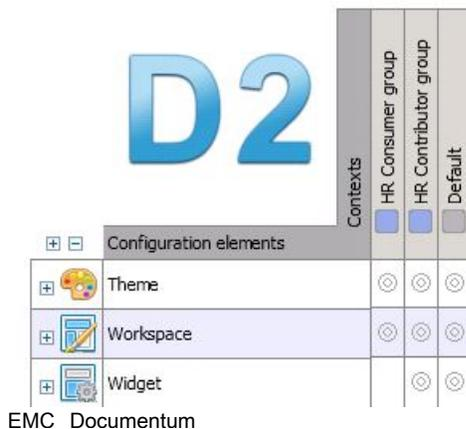 D2
Contexts
HR Consumer group
HR Contributor group
Default
Configuration elements
Theme
Workspace
Widget
EMC Documentum